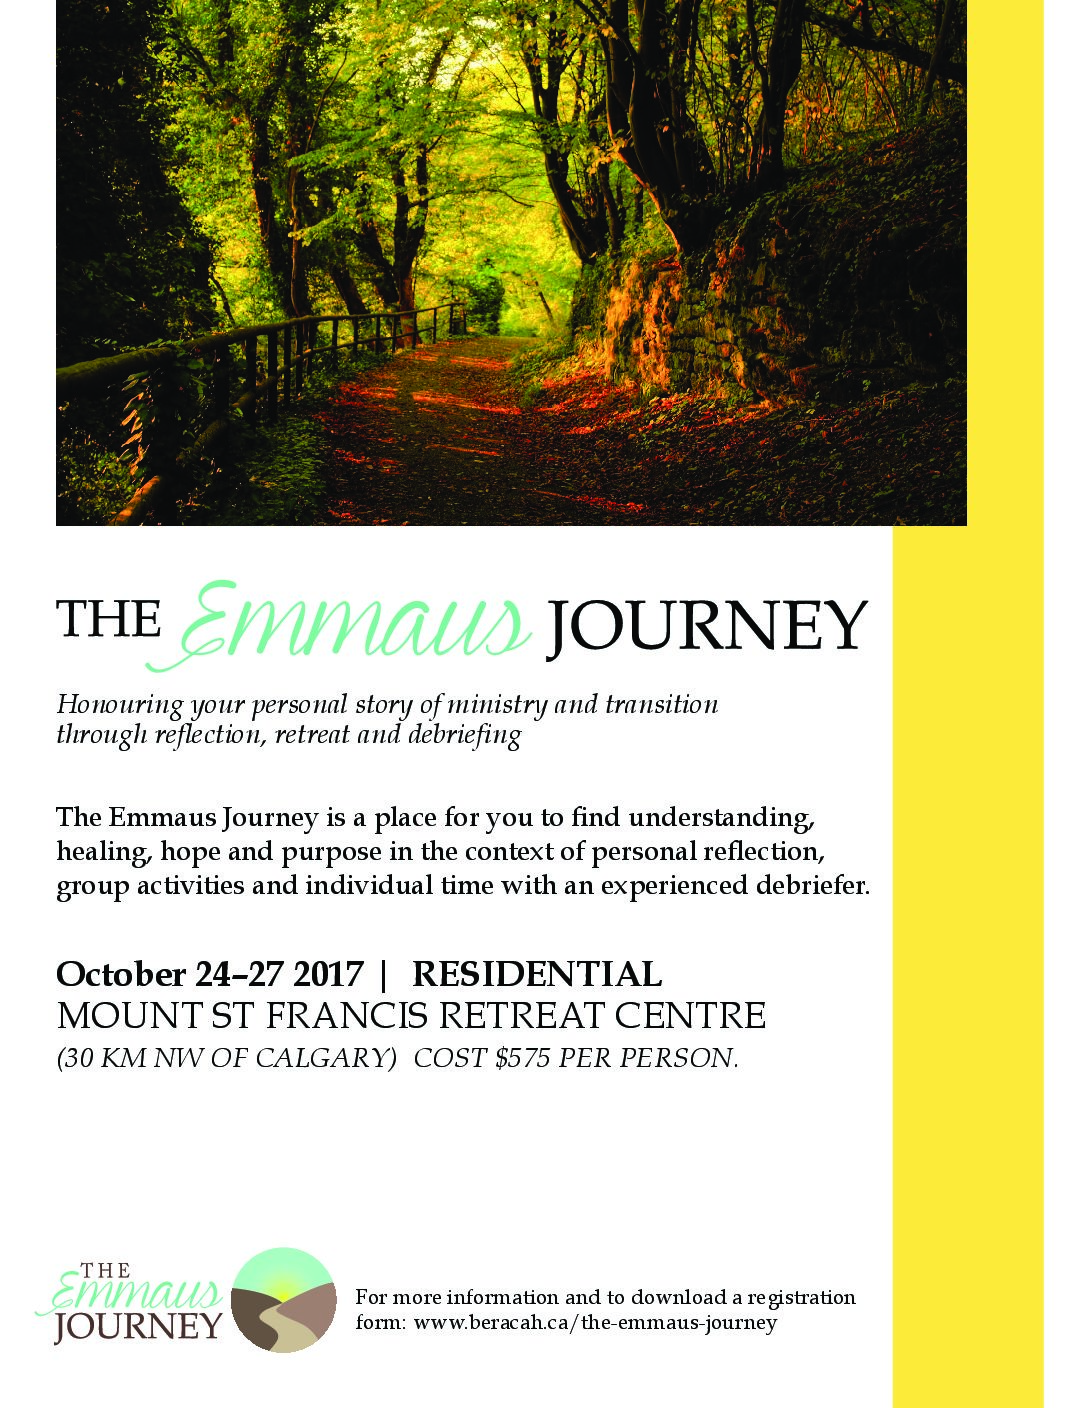 THE Emmaus JOURNEY
Honouring your personal story of ministry and transition
through reflection, retreat and debriefing
The Emmaus Journey is a place for you to find understanding,
healing, hope and purpose in the context of personal reflection,
group activities and individual time with an experienced debriefer.
October 24–27 2017 | RESIDENTIAL
MOUNT ST FRANCIS RETREAT CENTRE
(30 KM NW OF CALGARY) COST $575 PER PERSON.
THE
Emmaus
JOURNEY
For more information and to download a registration
form: www.beracah.ca/the-emmaus-journey